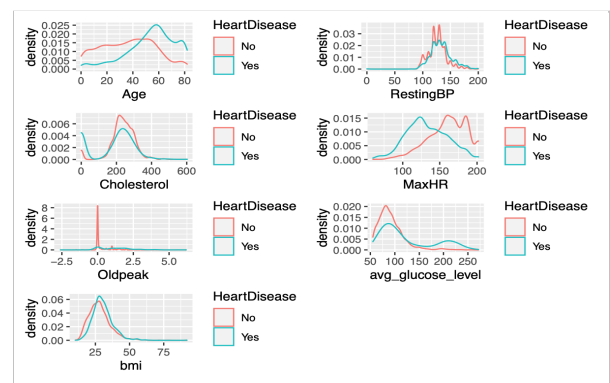 density
0.025
0.020
0.015
0.010
0.005
0.000
0 20 40 60 80
Age
HeartDisease
No
Yes
density
0.03
0.02
0.01
0.00
0 50 100 150 200
RestingBP
HeartDisease
No
Yes
density
0.006
0.004
0.002
0.000
0 200 400 600
Cholesterol
HeartDisease
No
Yes
density
0.015
0.010
0.005
0.000
100 150 200
MaxHR
HeartDisease
No
Yes
density
8
6
4
2
0
−2.5 0.0 2.5 5.0
Oldpeak
HeartDisease
No
Yes
density
0.020
0.015
0.010
0.005
0.000
50 100 150 200 250
avg_glucose_level
HeartDisease
No
Yes
density
0.06
0.04
0.02
0.00
25 50 75
bmi
HeartDisease
No
Yes